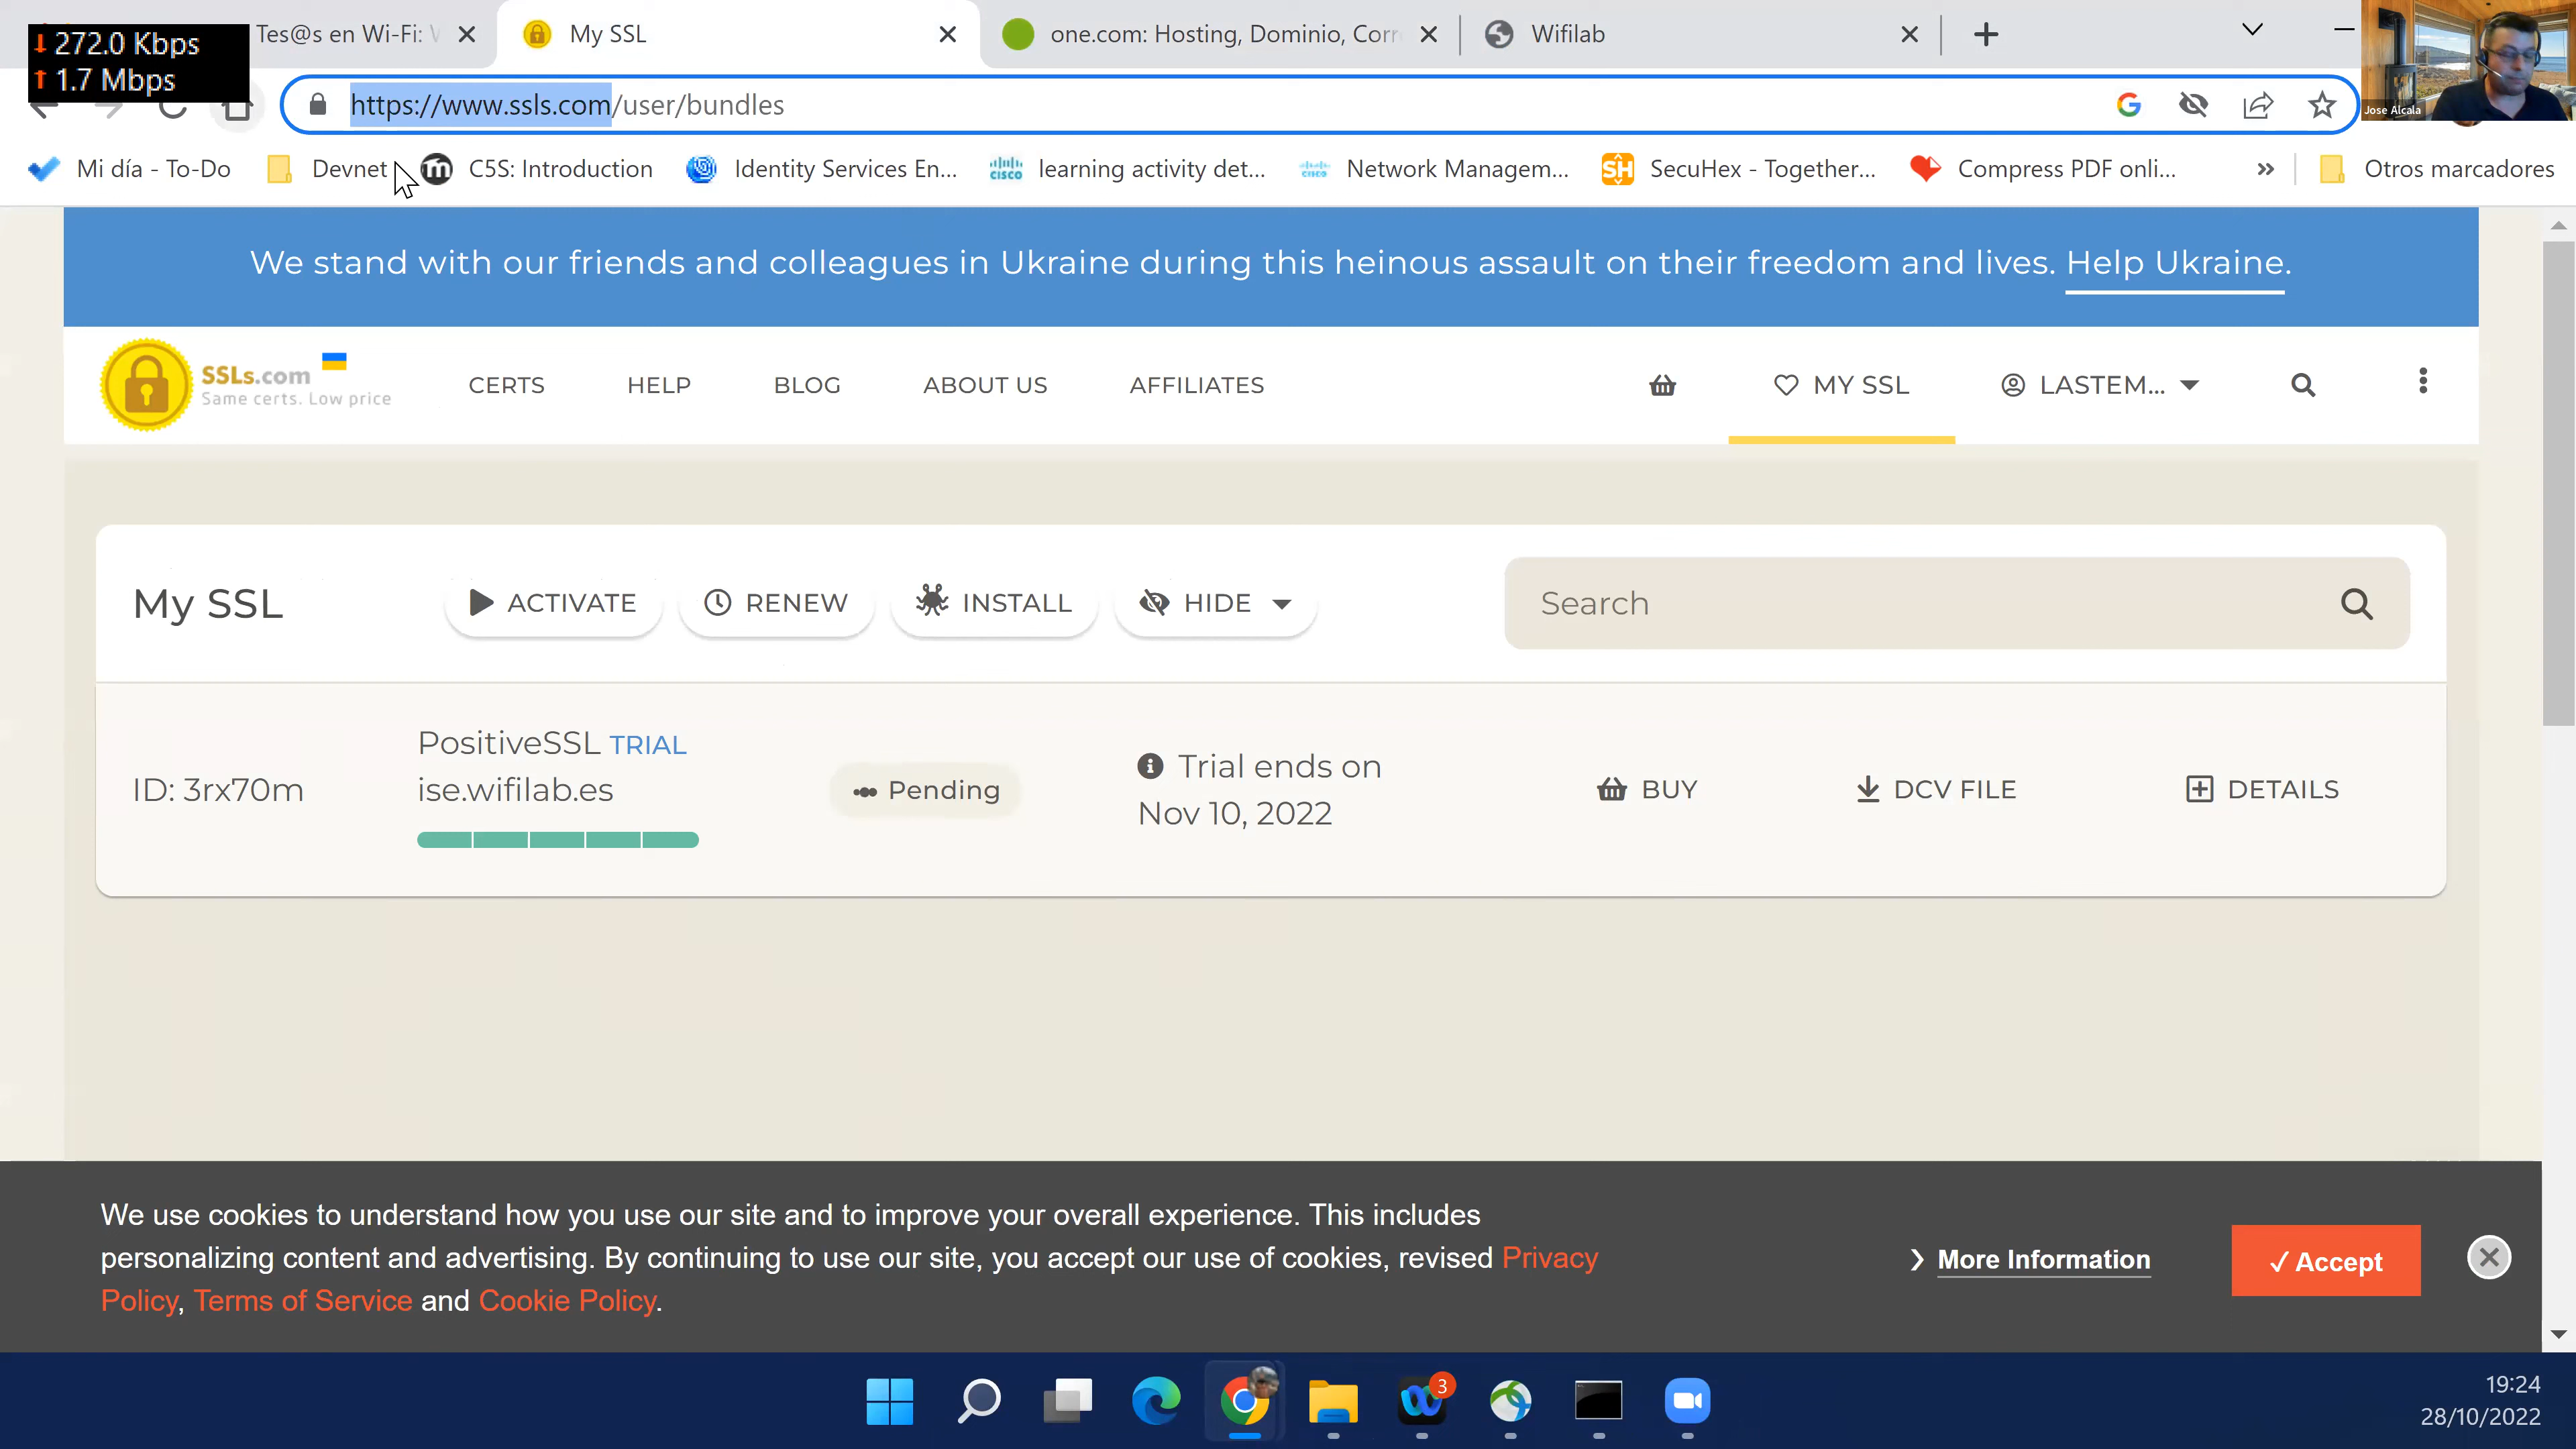 272.0 Kbps
1.7 Mbps
Tes@s en Wi-Fi:
My SSL
one.com: Hosting, Dominio, Corr
Wifilab
Jose Alcala
https://www.ssls.com/user/bundles
Mi día - To-Do
Devnet
C5S: Introduction
Identity Services En...
learning activity det...
Network Managem...
SecuHex - Together...
Compress PDF onli...
»
Otros marcadores
We stand with our friends and colleagues in Ukraine during this heinous assault on their freedom and lives. Help Ukraine.
SSLs.com
Same certs. Low price
CERTS
HELP
BLOG
ABOUT US
AFFILIATES
MY SSL
LASTEM...
My SSL
ACTIVATE
RENEW
INSTALL
HIDE
Search
ID: 3rx70m
PositiveSSL TRIAL
ise.wifilab.es
Pending
Trial ends on
Nov 10, 2022
BUY
DCV FILE
DETAILS
We use cookies to understand how you use our site and to improve your overall experience. This includes
personalizing content and advertising. By continuing to use our site, you accept our use of cookies, revised Privacy
Policy, Terms of Service and Cookie Policy.
More Information
✓ Accept
3
19:24
28/10/2022